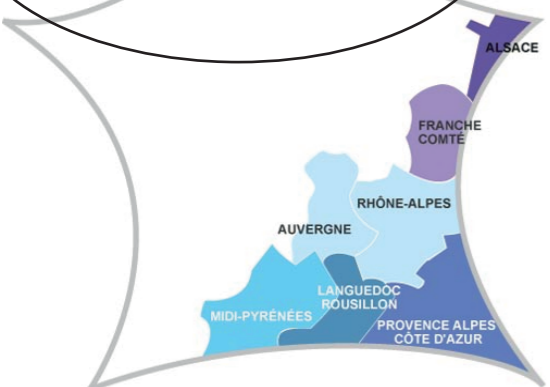 ALSACE
FRANCHE
COMTÉ
RHÔNE-ALPES
AUVERGNE
LANGUEDOC
ROUSILLON
MIDI-PYRÉNÉES
PROVENCE ALPES
CÔTE D'AZUR